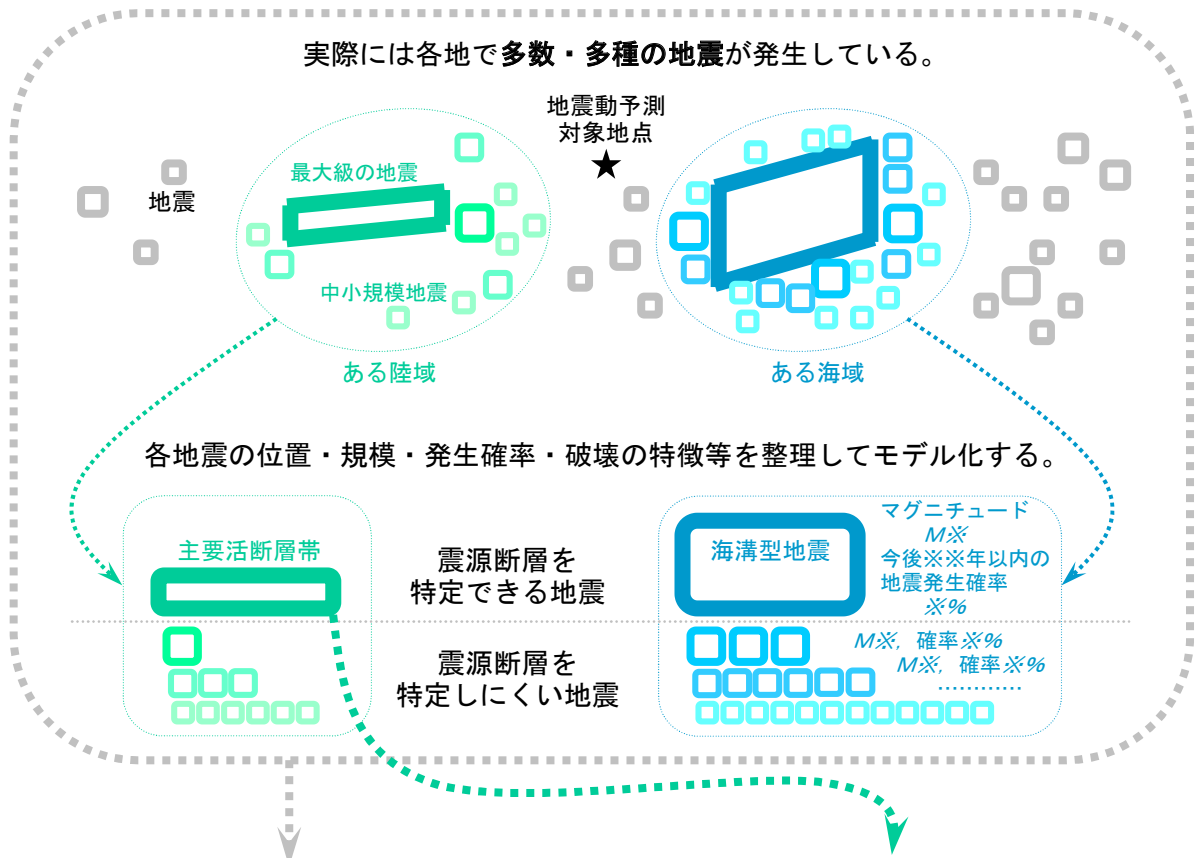 実際には各地で多数・多種の地震が発生している。
地震動予測
対象地点
最大級の地震
地震
中小規模地震
ある陸域
ある海域
各地震の位置・規模・発生確率・破壊の特徴等を整理してモデル化する。
主要活断層帯
震源断層を
特定できる地震
海溝型地震
マグニチュード
M※
今後※※年以内の
地震発生確率
※%
震源断層を
特定しにくい地震
M※, 確率※%
M※, 確率※%
…………